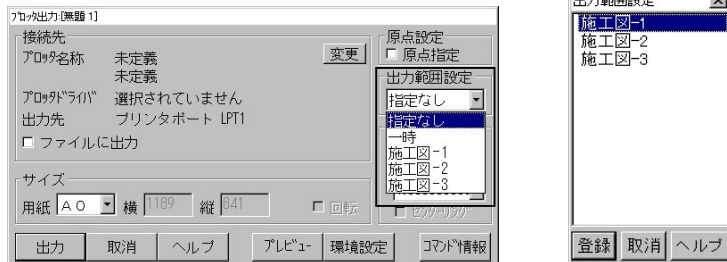 プロッタ出力:[無題 1]
接続先
プロッタ名称 未定義
未定義
変更
プロッタドライバ 選択されていません
出力先 プリンタポート LPT1
ファイルに出力
サイズ
用紙 A0 横 1189 縦 841
回転
原点設定
原点指定
出力範囲設定
指定なし
指定なし
一時
施工図-1
施工図-2
施工図-3
センタリング
出力 取消 ヘルプ プレビュー 環境設定 コマンド情報
出力範囲設定
施工図-1
施工図-2
施工図-3
登録 取消 ヘルプ